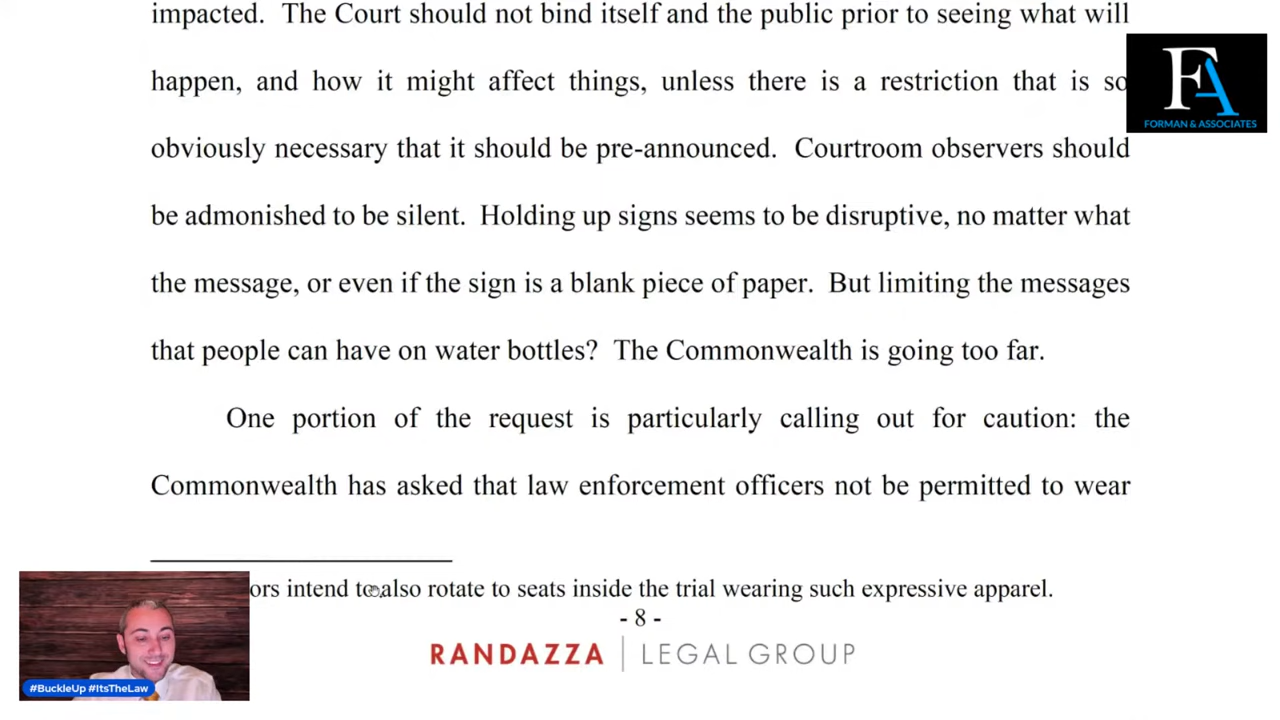 impacted. The Court should not bind itself and the public prior to seeing what will
happen, and how it might affect things, unless there is a restriction that is so
obviously necessary that it should be pre-announced. Courtroom observers should
be admonished to be silent. Holding up signs seems to be disruptive, no matter what
the message, or even if the sign is a blank piece of paper. But limiting the messages
that people can have on water bottles? The Commonwealth is going too far.
One portion of the request is particularly calling out for caution: the
Commonwealth has asked that law enforcement officers not be permitted to wear
ors intend to also rotate to seats inside the trial wearing such expressive apparel.
- 8 -
RANDAZZA | LEGAL GROUP
FA
FORMAN & ASSOCIATES
#BuckleUp #ItsTheLaw